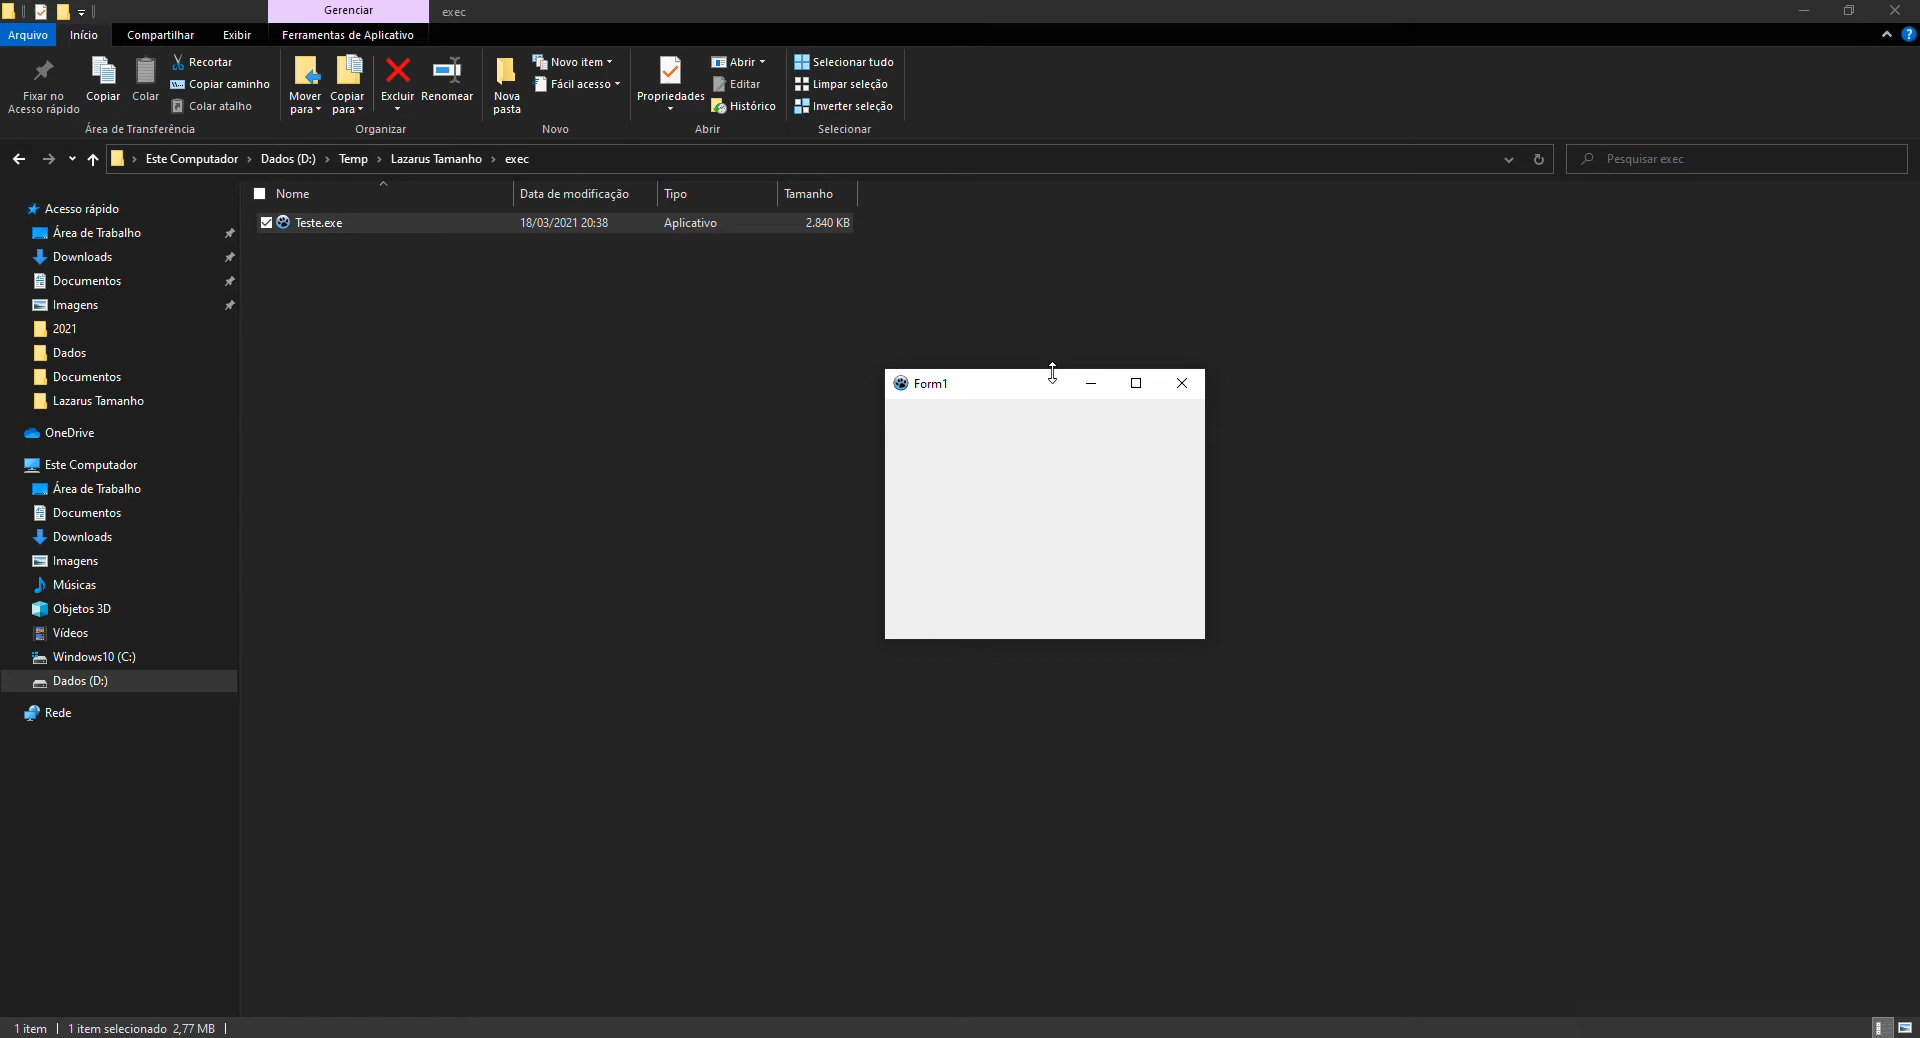 Gerenciar
exec
Arquivo
Início
Compartilhar
Exibir
Ferramentas de Aplicativo
?
Fixar no
Acesso rápido
Copiar
Colar
Recortar
Copiar caminho
Colar atalho
Área de Transferência
Mover
para
Copiar
para
Excluir
Renomear
Organizar
Nova
pasta
Novo item
Fácil acesso
Novo
Propriedades
Abrir
Editar
Histórico
Abrir
Selecionar tudo
Limpar seleção
Inverter seleção
Selecionar
Este Computador > Dados (D:) > Temp > Lazarus Tamanho > exec
Pesquisar exec
Nome
Data de modificação
Tipo
Tamanho
Teste.exe
18/03/2021 20:38
Aplicativo
2.840 KB
Acesso rápido
Área de Trabalho
Downloads
Documentos
Imagens
2021
Dados
Documentos
Lazarus Tamanho
OneDrive
Este Computador
Área de Trabalho
Documentos
Downloads
Imagens
Músicas
Objetos 3D
Vídeos
Windows10 (C:)
Dados (D:)
Rede
Form1
1 item
1 item selecionado 2,77 MB